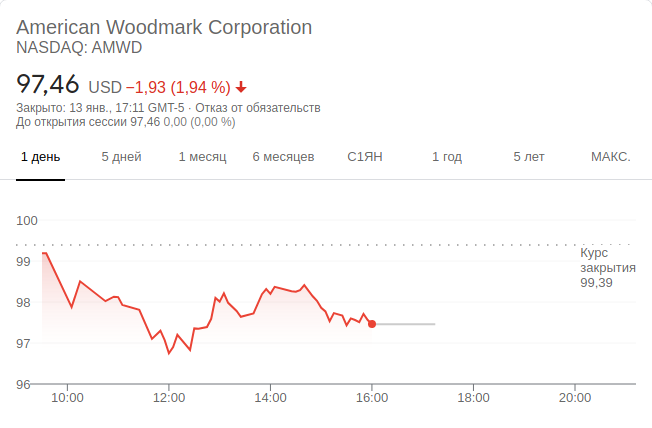 American Woodmark Corporation
NASDAQ: AMWD
97,46 USD −1,93 (1,94 %)
Закрыто: 13 янв., 17:11 GMT-5 · Отказ от обязательств
До открытия сессии 97,46 0,00 (0,00 %)
1 день 5 дней 1 месяц 6 месяцев С1ЯН 1 год 5 лет МАКС.
100
99
98
97
96
Курс
закрытия
99,39
10:00 12:00 14:00 16:00 18:00 20:00